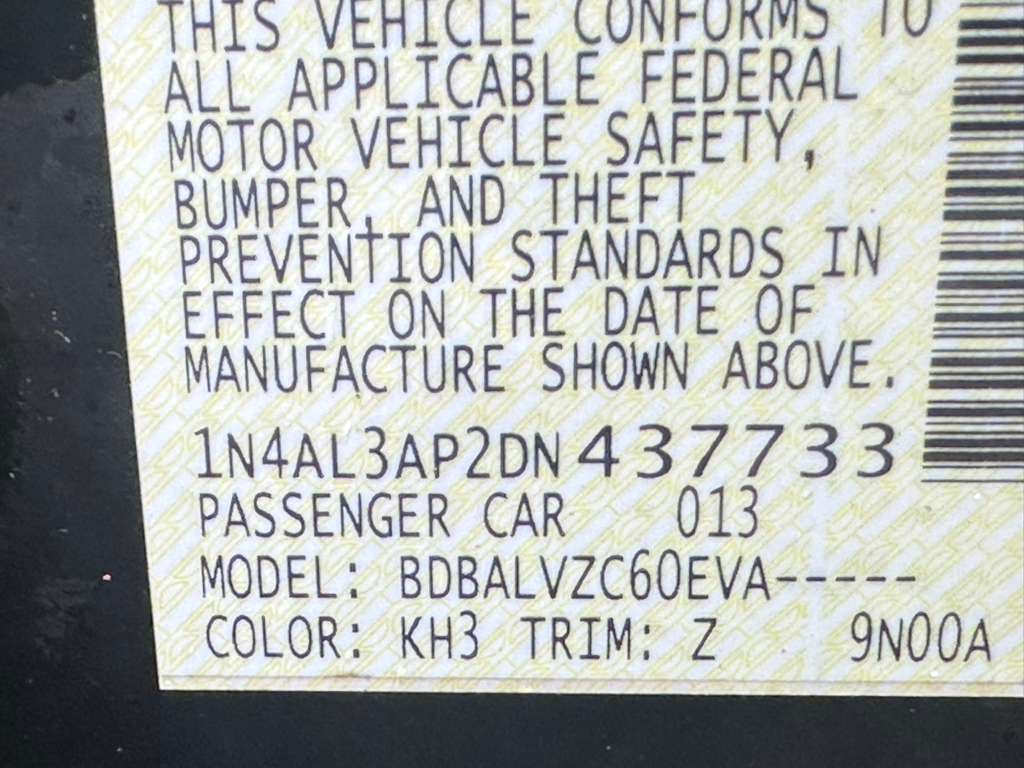 THIS VEHICLE CONFORMS TO
ALL APPLICABLE FEDERAL
MOTOR VEHICLE SAFETY,
BUMPER, AND THEFT
PREVENTION STANDARDS IN
EFFECT ON THE DATE OF
MANUFACTURE SHOWN ABOVE.
1N4AL3AP2DN437733
PASSENGER CAR 013
MODEL: BDBALVZC60EVA-----
COLOR: KH3 TRIM: Z 9N00A